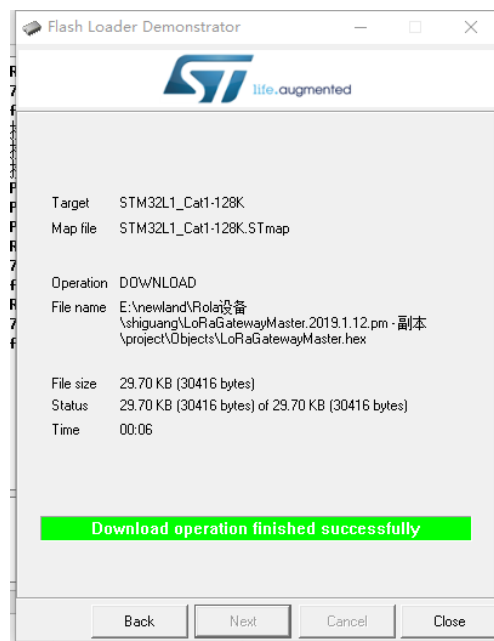 Flash Loader Demonstrator
ST
life.augmented
Target STM32L1_Cat1-128K
Map file STM32L1_Cat1-128K.STmap
Operation DOWNLOAD
File name E:\newland\Rola设备
\shiguang\LoRaGatewayMaster.2019.1.12.pm - 副本
\project\Objects\LoRaGatewayMaster.hex
File size 29.70 KB (30416 bytes)
Status 29.70 KB (30416 bytes) of 29.70 KB (30416 bytes)
Time 00:06
Download operation finished successfully
Back Next Cancel Close